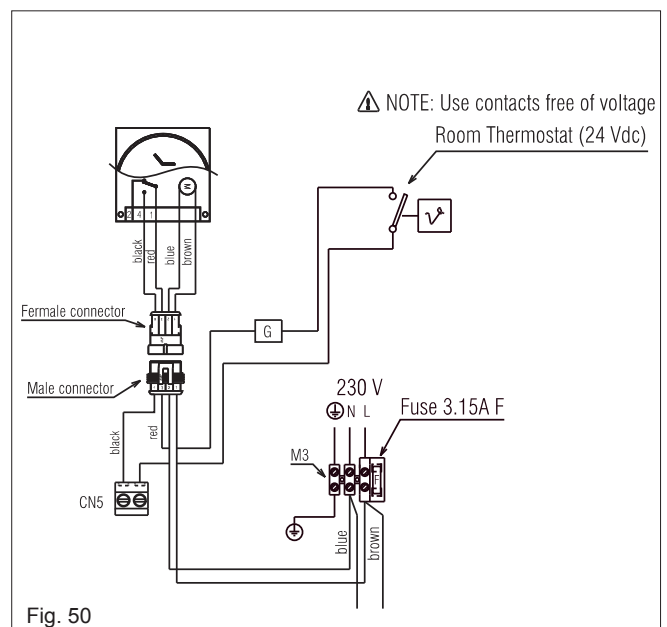 NOTE: Use contacts free of voltage
Room Thermostat (24 Vdc)
M
2 4 1
black
red
blue
brown
Fermale connector
G
Male connector
230 V
N L
Fuse 3.15A F
black
red
M3
F
CN5
blue
brown
Fig. 50